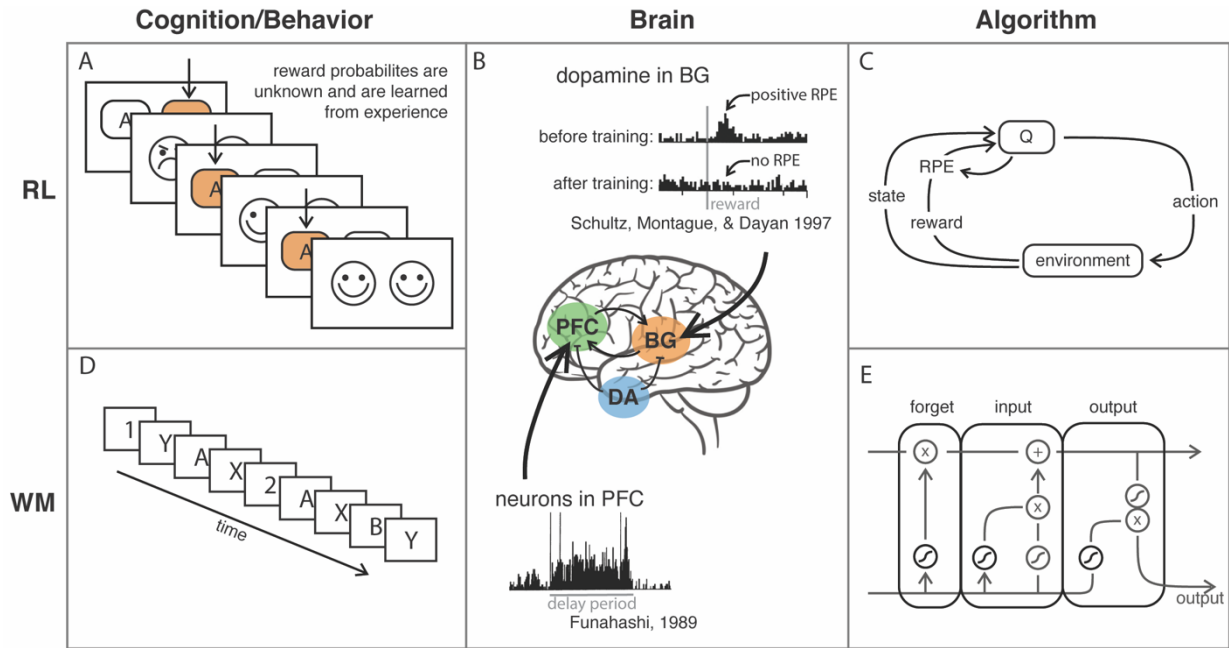 Cognition/Behavior
Brain
Algorithm
RL
WM
A
reward probabilites are
unknown and are learned
from experience
A
A
A
B
dopamine in BG
positive RPE
before training:
no RPE
after training:
reward
Schultz, Montague, & Dayan 1997
PFC
BG
DA
neurons in PFC
delay period
Funahashi, 1989
C
Q
RPE
state
action
reward
environment
D
1
Y
A
X
2
A
X
B
Y
time
E
forget
input
output
x
+
x
x
output